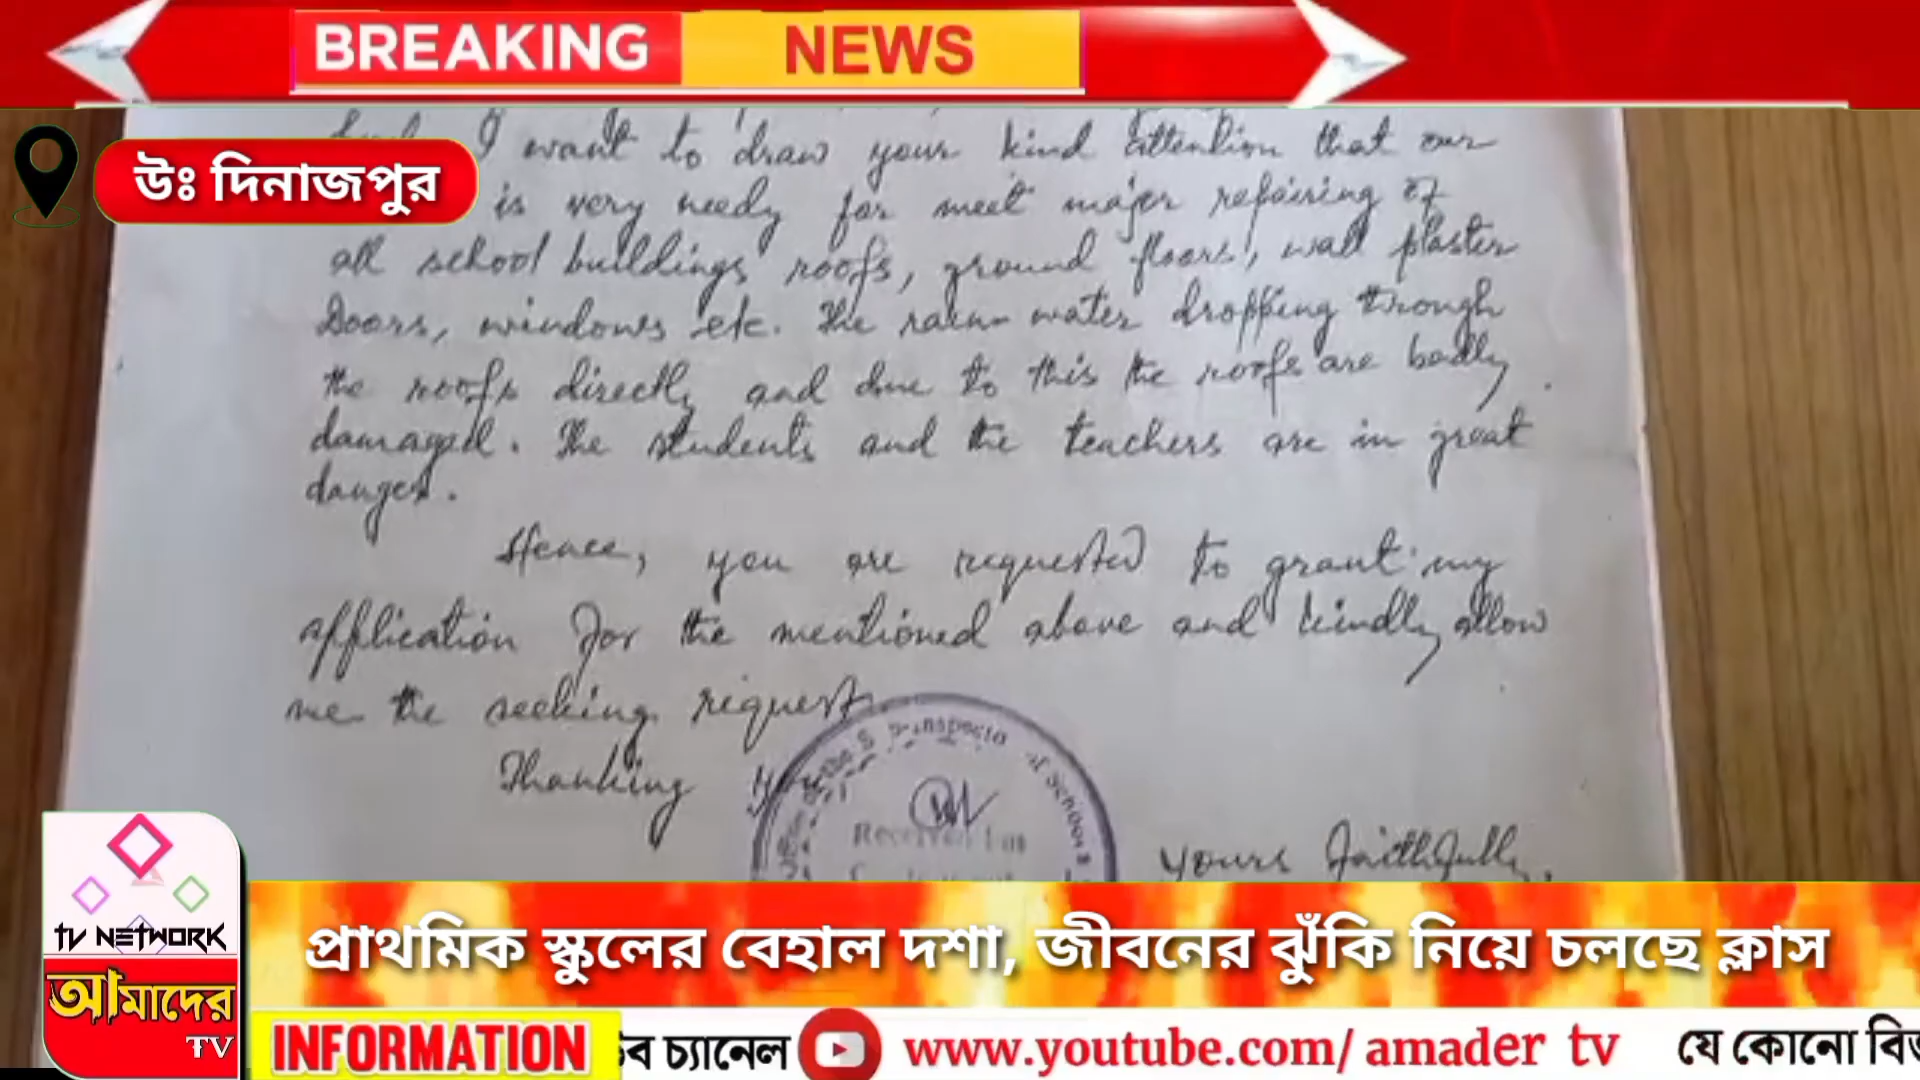 BREAKING NEWS
উঃ দিনাজপুর
I want to draw your kind attention that our
is very needy for meet major repairing of
all school buildings roofs, ground floors, wall plaster
Doors, windows etc. The rain water dropping through
the roofs directly and due to this the roofs are badly
damaged. The students and the teachers are in great
danger.
Hence, you are requested to grant my
application for the mentioned above and kindly allow
me the seeking request
Thanking you
Inspecto of Schools
Received
Yours faithfully,
TV NETWORK
আমাদের
TV
প্রাথমিক স্কুলের বেহাল দশা, জীবনের ঝুঁকি নিয়ে চলছে ক্লাস
INFORMATION
ব চ্যানেল www.youtube.com/ amader tv যে কোনো